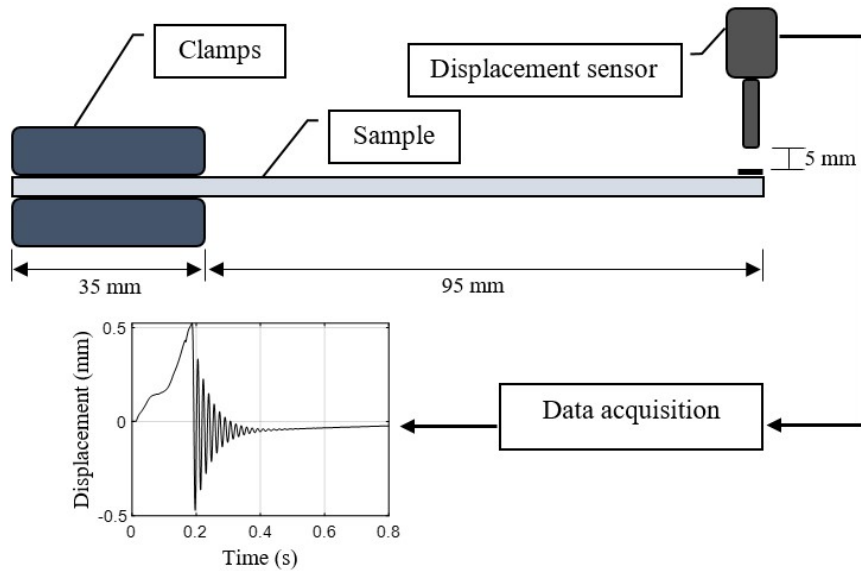 Clamps
Displacement sensor
Sample
5 mm
35 mm
95 mm
Displacement (mm)
0.5
0
-0.5
0
0.2
0.4
0.6
0.8
Time (s)
Data acquisition